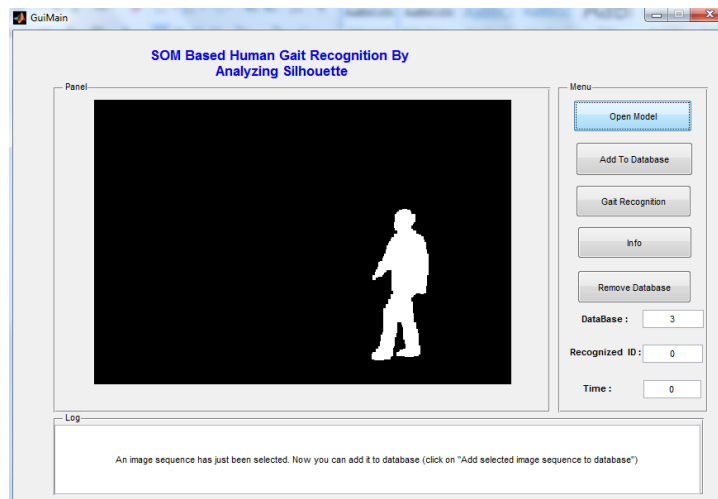 GuiMain
SOM Based Human Gait Recognition By
Analyzing Silhouette
Panel
Menu
Open Model
Add To Database
Gait Recognition
Info
Remove Database
DataBase : 3
Recognized ID : 0
Time : 0
Log
An image sequence has just been selected. Now you can add it to database (click on "Add selected image sequence to database")